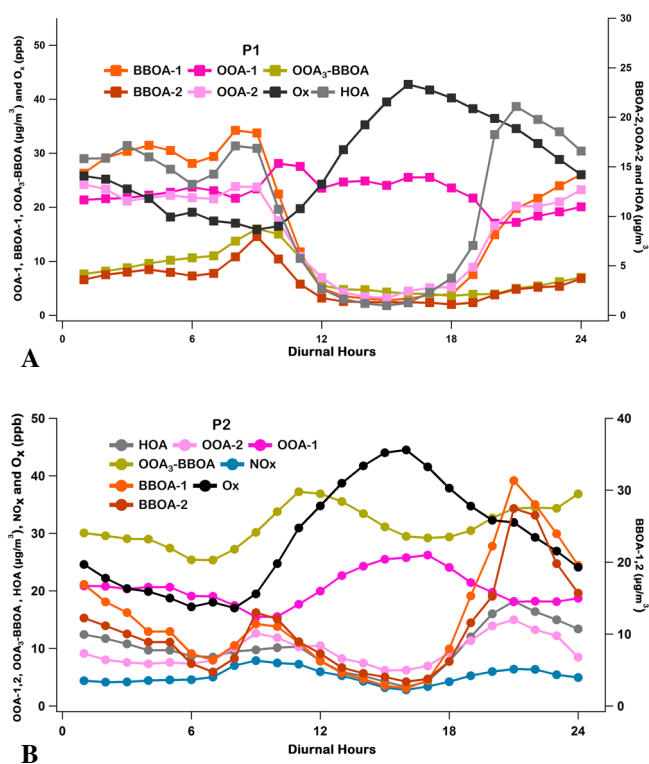 P1
BBOA-1 OOA-1 OOA₃-BBOA
BBOA-2 OOA-2 Ox HOA
OOA-1, BBOA-1, OOA₃-BBOA (µg/m³) and Oₓ (ppb)
50
40
30
20
10
0
30
25
20
15
10
5
0
BBOA-2,OOA-2 and HOA (µg/m³)
0 6 12 18 24
Diurnal Hours
A
P2
HOA OOA-2 OOA-1
OOA₃-BBOA NOx
BBOA-1 Ox
BBOA-2
OOA-1,2, OOA₃-BBOA , HOA (µg/m³), NOx and Oₓ (ppb)
50
40
30
20
10
0
40
30
20
10
0
BBOA-1,2 (µg/m³)
0 6 12 18 24
Diurnal Hours
B